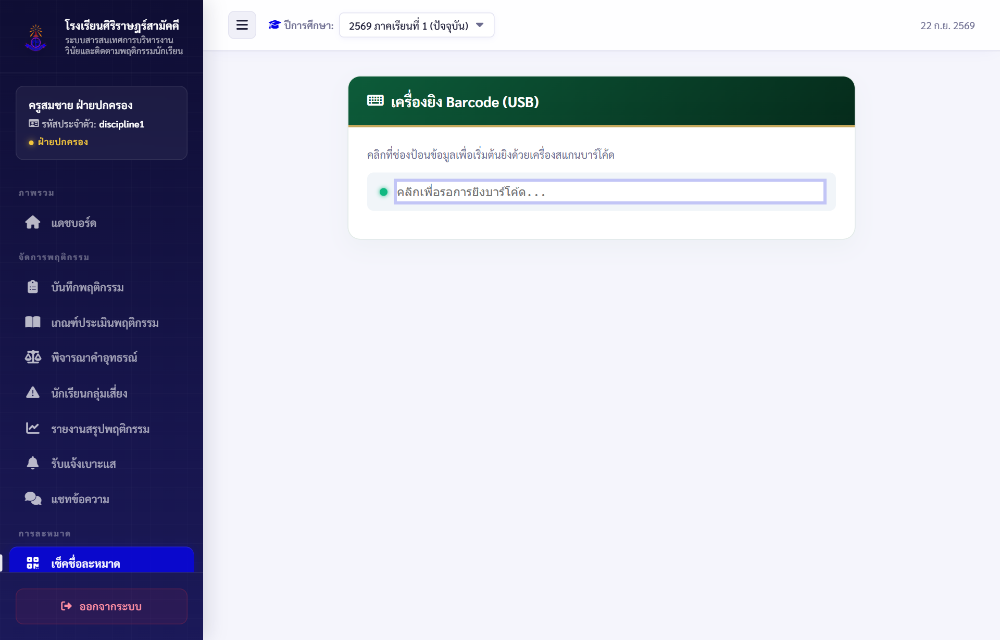 โรงเรียนศิริราษฎร์สามัคคี
ระบบสารสนเทศการบริหารงาน
วินัยและติดตามพฤติกรรมนักเรียน
ครูสมชาย ฝ่ายปกครอง
รหัสประจำตัว: discipline1
ฝ่ายปกครอง
ภาพรวม
แดชบอร์ด
จัดการพฤติกรรม
บันทึกพฤติกรรม
เกณฑ์ประเมินพฤติกรรม
พิจารณาคำอุทธรณ์
นักเรียนกลุ่มเสี่ยง
รายงานสรุปพฤติกรรม
รับแจ้งเบาะแส
แชทข้อความ
การละหมาด
เช็คชื่อละหมาด
ออกจากระบบ
ปีการศึกษา: 2569 ภาคเรียนที่ 1 (ปัจจุบัน)
22 ก.ย. 2569
เครื่องยิง Barcode (USB)
คลิกที่ช่องป้อนข้อมูลเพื่อเริ่มต้นยิงด้วยเครื่องสแกนบาร์โค้ด
คลิกเพื่อรอการยิงบาร์โค้ด...